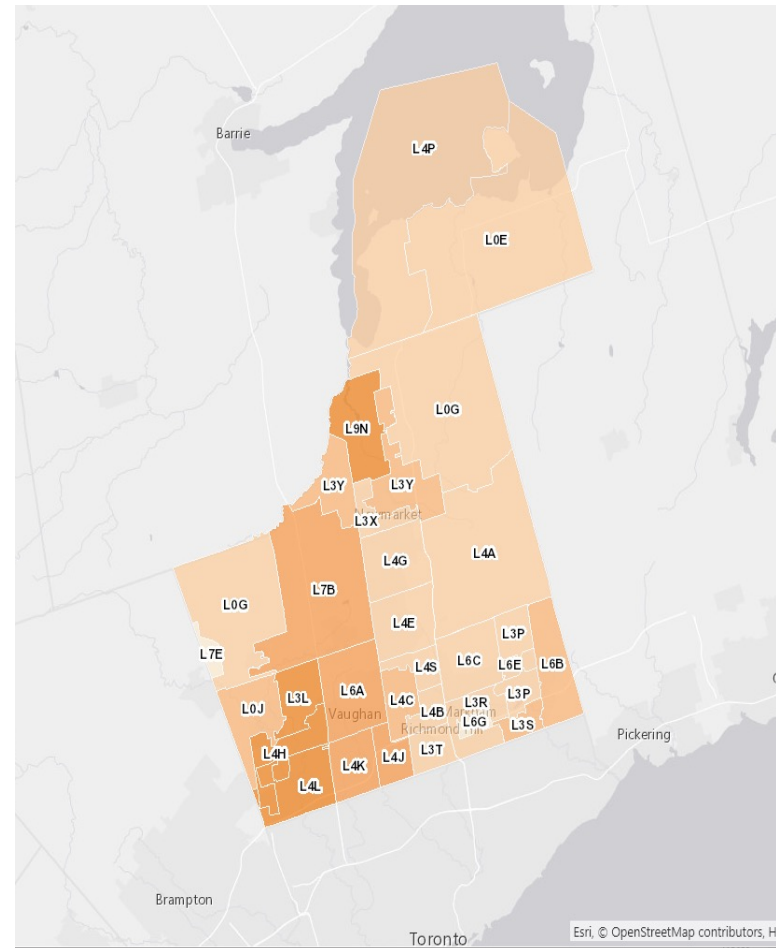 Barrie
L4P
L0E
L0G
L9N
L3Y
L3Y
L3X
Newmarket
L4A
L4G
L7B
L0G
L4E
L3P
L7E
L4S
L6C
L6E
L6B
L3L
L6A
L0J
L4C
L3P
L3R
L4B
Markham
Vaughan
L6G
L3S
Richmond Hill
Pickering
L4H
L3T
L4J
L4K
L4L
Brampton
Toronto
Esri, © OpenStreetMap contributors, H